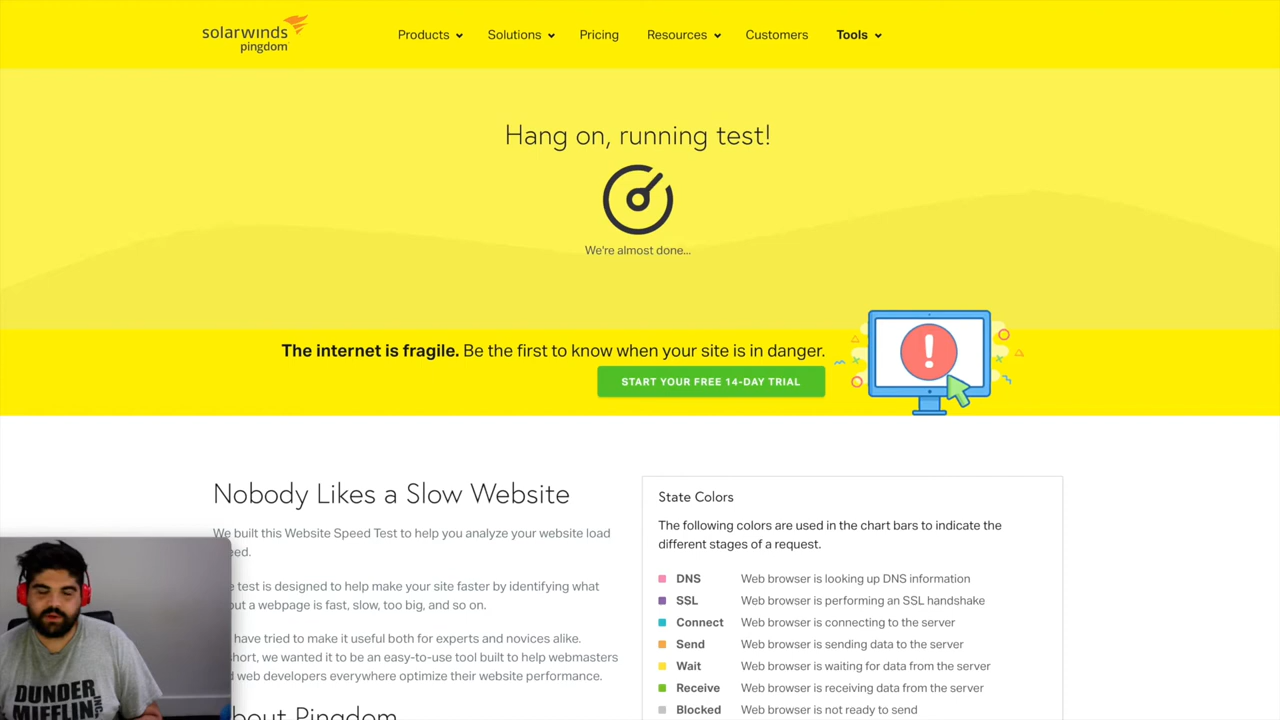 solarwinds
pingdom
Products
Solutions
Pricing
Resources
Customers
Tools
Hang on, running test!
We're almost done...
The internet is fragile. Be the first to know when your site is in danger.
START YOUR FREE 14-DAY TRIAL
!
Nobody Likes a Slow Website
We built this Website Speed Test to help you analyze your website load
eed.
e test is designed to help make your site faster by identifying what
out a webpage is fast, slow, too big, and so on.
have tried to make it useful both for experts and novices alike.
short, we wanted it to be an easy-to-use tool built to help webmasters
d web developers everywhere optimize their website performance.
bout Pingdom
State Colors
The following colors are used in the chart bars to indicate the
different stages of a request.
DNS Web browser is looking up DNS information
SSL Web browser is performing an SSL handshake
Connect Web browser is connecting to the server
Send Web browser is sending data to the server
Wait Web browser is waiting for data from the server
Receive Web browser is receiving data from the server
Blocked Web browser is not ready to send
DUNDER
MIFFLIN INC.